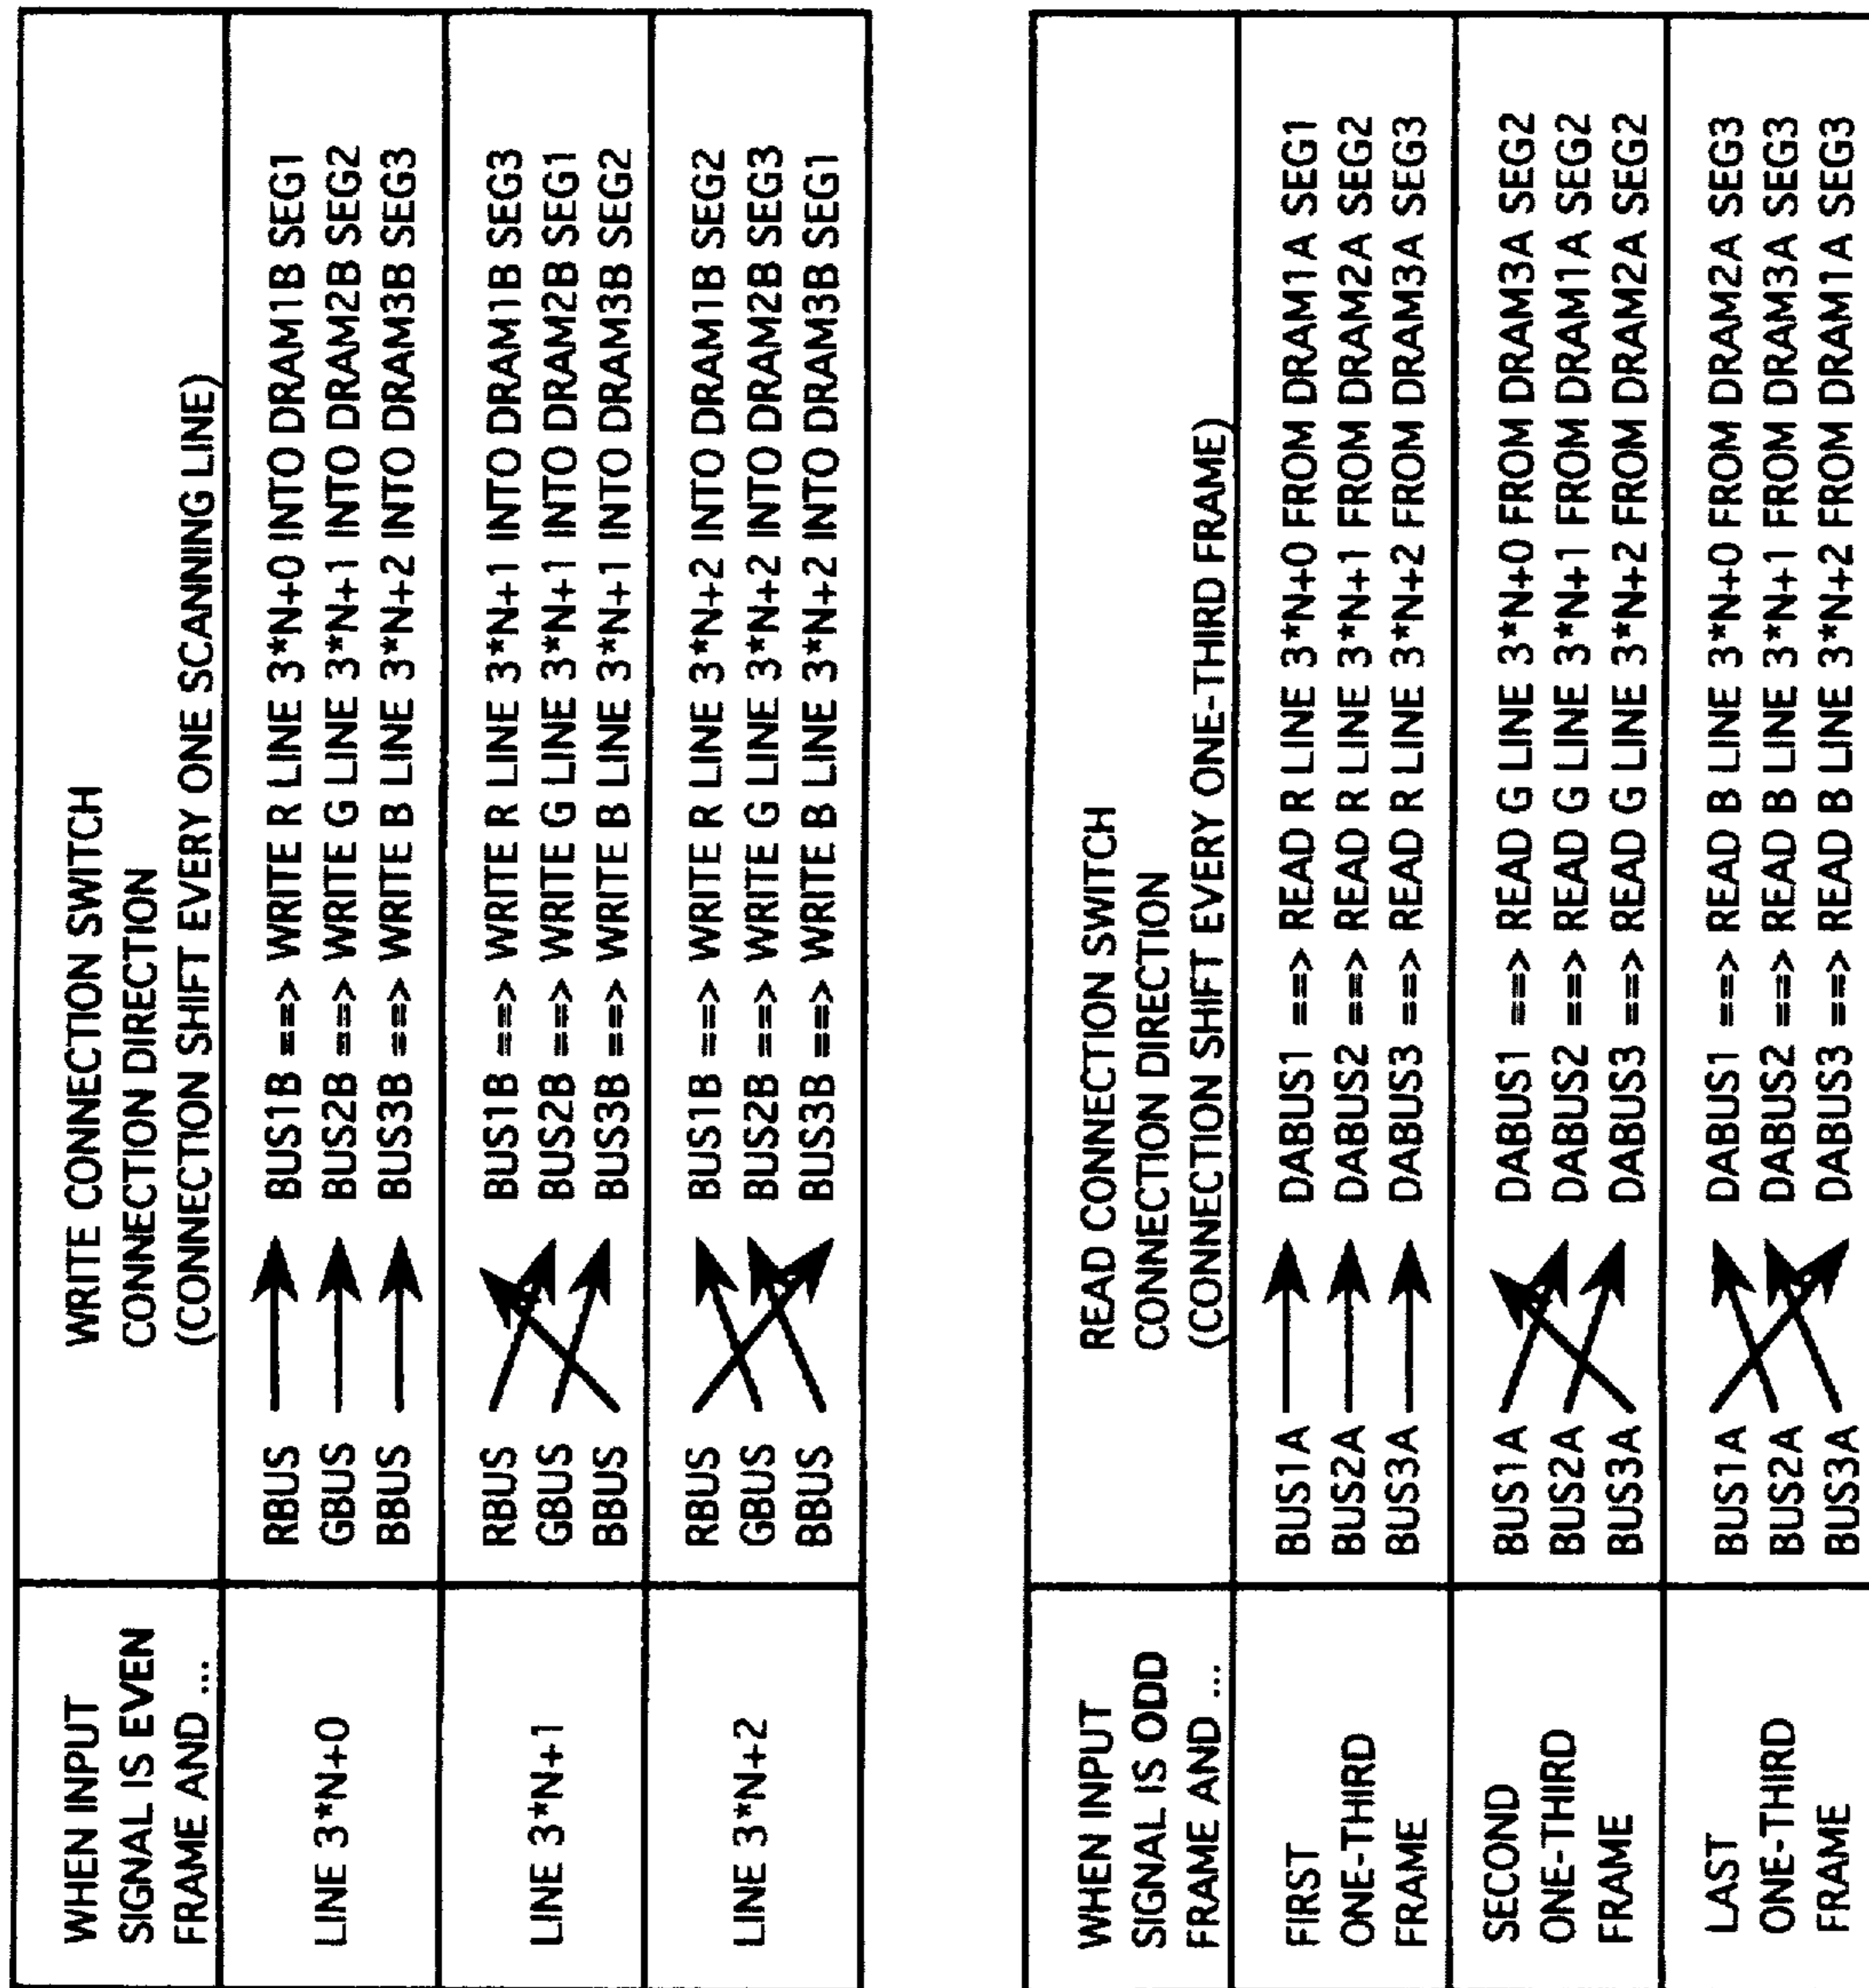 WHEN INPUT
SIGNAL IS EVEN
FRAME AND ...
WRITE CONNECTION SWITCH
CONNECTION DIRECTION
(CONNECTION SHIFT EVERY ONE SCANNING LINE)
LINE 3*N+0
RBUS BUS1B ==> WRITE R LINE 3*N+0 INTO DRAM1B SEG1
GBUS BUS2B ==> WRITE G LINE 3*N+1 INTO DRAM2B SEG2
BBUS BUS3B ==> WRITE B LINE 3*N+2 INTO DRAM3B SEG3
LINE 3*N+1
RBUS BUS1B ==> WRITE R LINE 3*N+1 INTO DRAM1B SEG3
GBUS BUS2B ==> WRITE G LINE 3*N+1 INTO DRAM2B SEG1
BBUS BUS3B ==> WRITE B LINE 3*N+1 INTO DRAM3B SEG2
LINE 3*N+2
RBUS BUS1B ==> WRITE R LINE 3*N+2 INTO DRAM1B SEG2
GBUS BUS2B ==> WRITE G LINE 3*N+2 INTO DRAM2B SEG3
BBUS BUS3B ==> WRITE B LINE 3*N+2 INTO DRAM3B SEG1
WHEN INPUT
SIGNAL IS ODD
FRAME AND ...
READ CONNECTION SWITCH
CONNECTION DIRECTION
(CONNECTION SHIFT EVERY ONE-THIRD FRAME)
FIRST
ONE-THIRD
FRAME
BUS1A DABUS1 ==> READ R LINE 3*N+0 FROM DRAM1A SEG1
BUS2A DABUS2 ==> READ R LINE 3*N+1 FROM DRAM2A SEG2
BUS3A DABUS3 ==> READ R LINE 3*N+2 FROM DRAM3A SEG3
SECOND
ONE-THIRD
FRAME
BUS1A DABUS1 ==> READ G LINE 3*N+0 FROM DRAM3A SEG2
BUS2A DABUS2 ==> READ G LINE 3*N+1 FROM DRAM1A SEG2
BUS3A DABUS3 ==> READ G LINE 3*N+2 FROM DRAM2A SEG2
LAST
ONE-THIRD
FRAME
BUS1A DABUS1 ==> READ B LINE 3*N+0 FROM DRAM2A SEG3
BUS2A DABUS2 ==> READ B LINE 3*N+1 FROM DRAM3A SEG3
BUS3A DABUS3 ==> READ B LINE 3*N+2 FROM DRAM1A SEG3